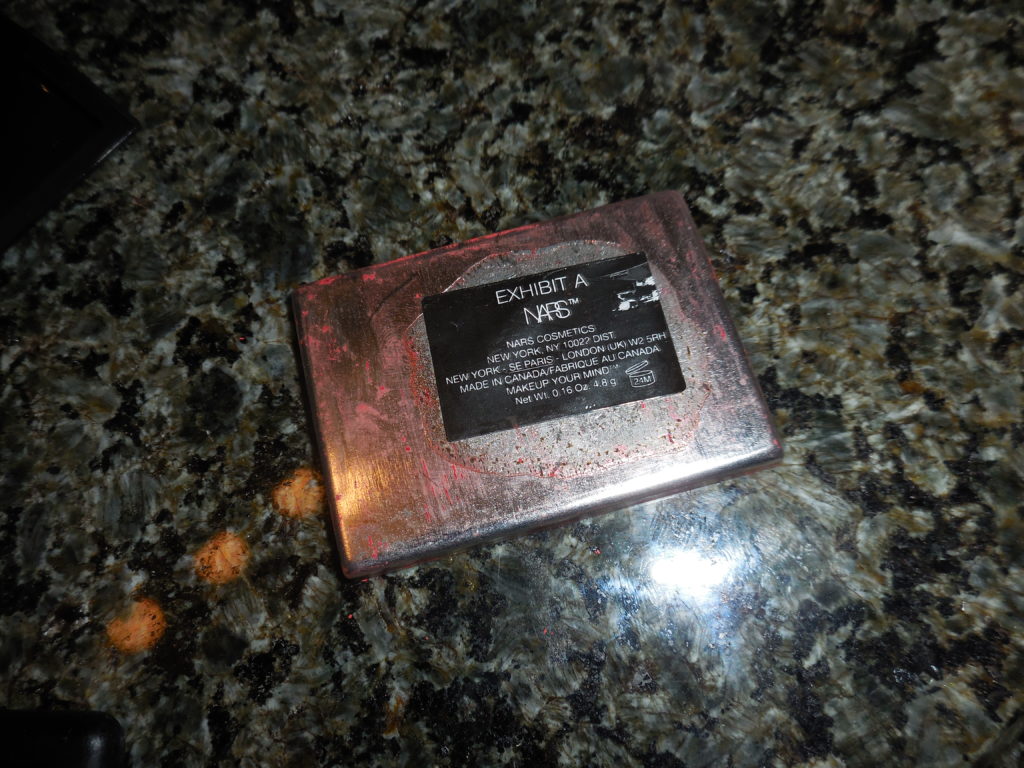 EXHIBIT A
NARS™
NARS COSMETICS
NEW YORK, NY 10022 DIST.
NEW YORK - SE PARIS - LONDON (UK) W2 5RH
MADE IN CANADA/FABRIQUE AU CANADA.
MAKEUP YOUR MIND™
Net Wt. 0.16 Oz. 4.8 g
24M